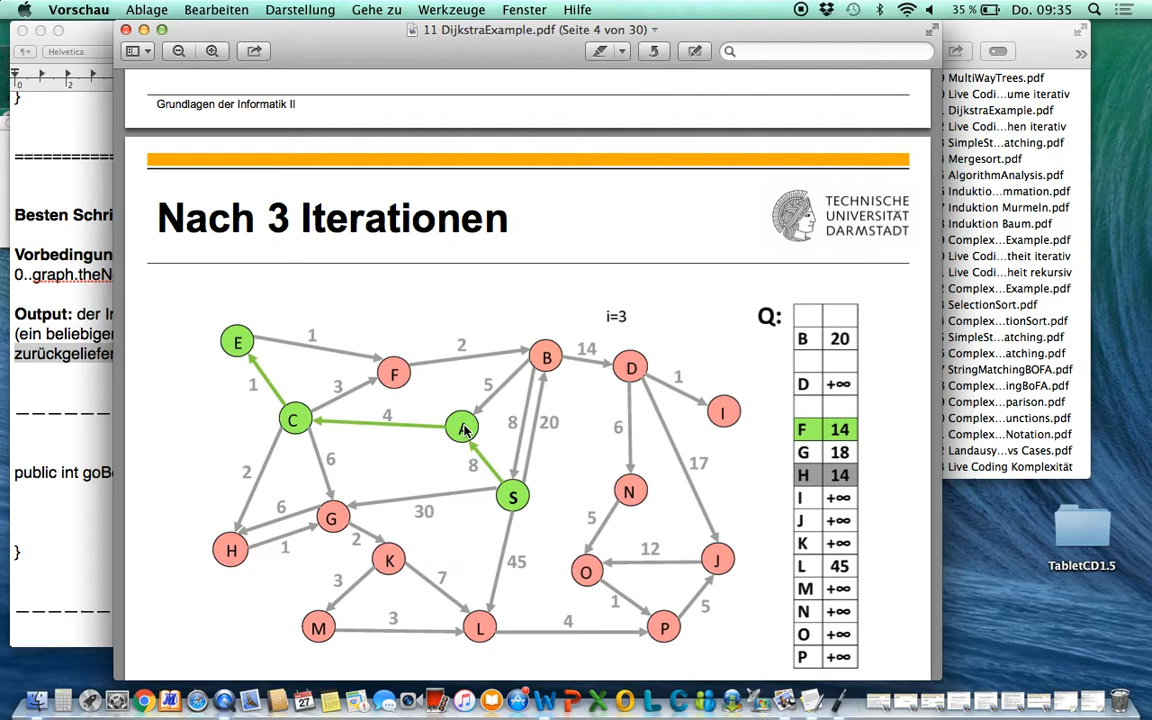 Vorschau Ablage Bearbeiten Darstellung Gehe zu Werkzeuge Fenster Hilfe 35 % Do. 09:35
11 DijkstraExample.pdf (Seite 4 von 30)
Helvetica
0 2
}
==
Besten Schri
Vorbedingun
0..graph.theN
Output: der In
(ein beliebiger
zurückgeliefer
public int goBe
}
Grundlagen der Informatik II
Nach 3 Iterationen
TECHNISCHE
UNIVERSITÄT
DARMSTADT
i=3
Q:
B 20
D +∞
F 14
G 18
H 14
I +∞
J +∞
K +∞
L 45
M +∞
N +∞
O +∞
P +∞
E 1 F 2 B 14 D 1 I
1 3 C 4 A 5 8 20
8 S 6 17 N
2 6 G 30 45
6 1 H 2 K
3 7 M 3 L 4 P
5 O 12 J 1 5
MultiWayTrees.pdf
Live Codi...ume iterativ
DijkstraExample.pdf
Live Codi...hen iterativ
SimpleSt...atching.pdf
Mergesort.pdf
AlgorithmAnalysis.pdf
Induktio...mmation.pdf
Induktion Murmeln.pdf
Induktion Baum.pdf
Complex...Example.pdf
Live Codi...theit iterativ
Live Codi...heit rekursiv
Complex...Example.pdf
SelectionSort.pdf
Complex...tionSort.pdf
SimpleSt...atching.pdf
StringMatchingBOFA.pdf
Complex...ingBoFA.pdf
Complex...parison.pdf
Complex...unctions.pdf
Complex...Notation.pdf
Landausy...vs Cases.pdf
Live Coding Komplexität
TabletCD1.5